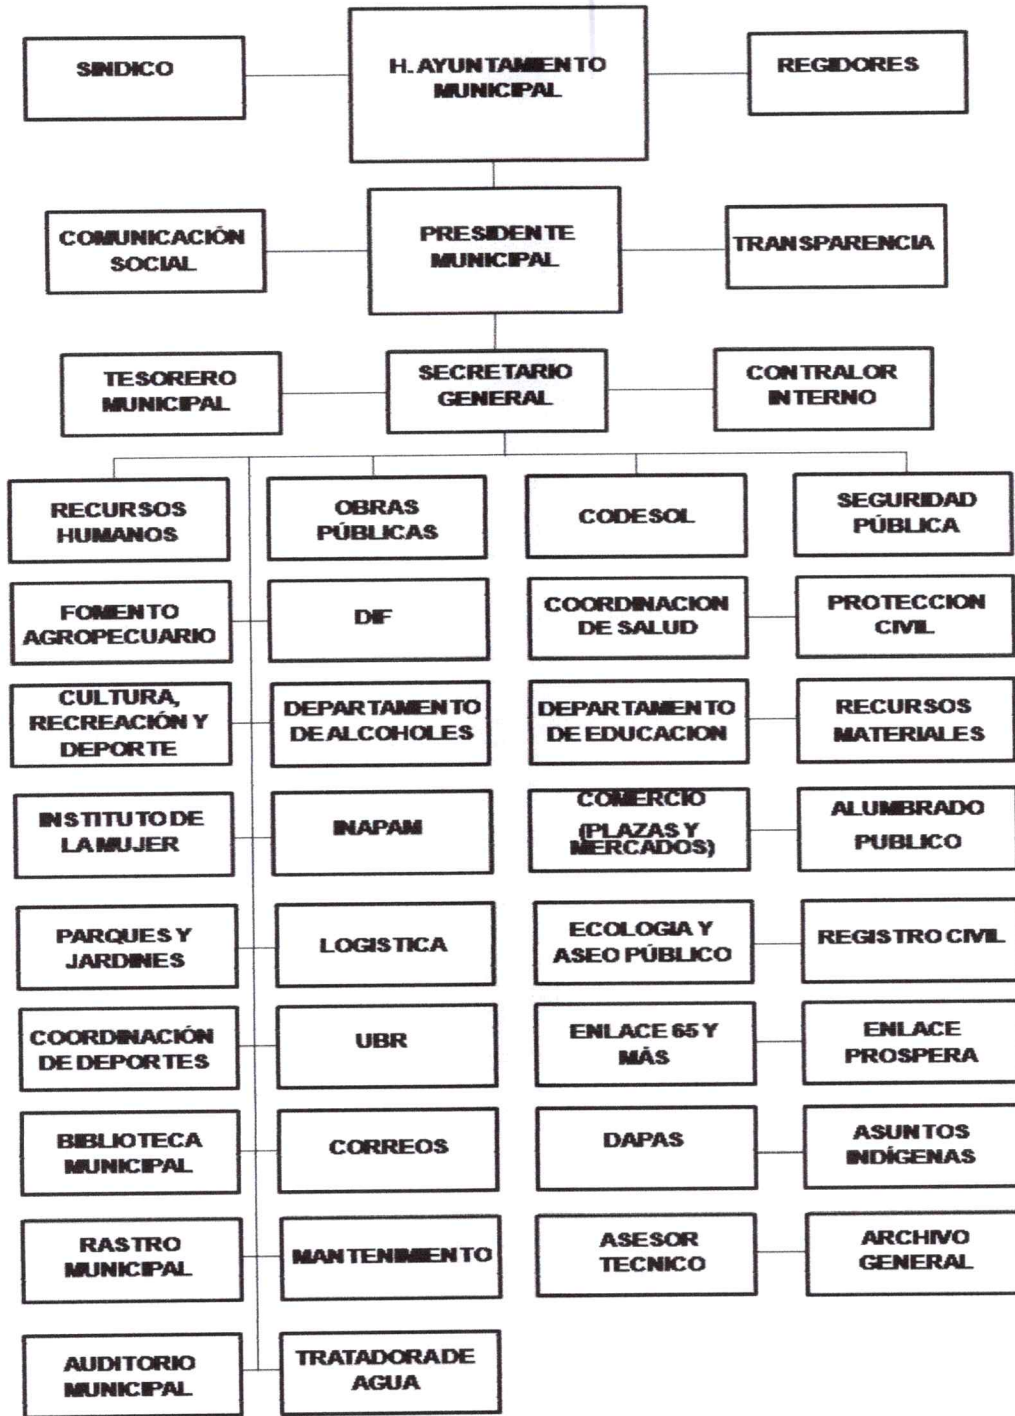 SINDICO
H. AYUNTAMIENTO
MUNICIPAL
REGIDORES
COMUNICACIÓN
SOCIAL
PRESIDENTE
MUNICIPAL
TRANSPARENCIA
TESORERO
MUNICIPAL
SECRETARIO
GENERAL
CONTRALOR
INTERNO
RECURSOS
HUMANOS
OBRAS
PÚBLICAS
CODESOL
SEGURIDAD
PÚBLICA
FOMENTO
AGROPECUARIO
DIF
COORDINACION
DE SALUD
PROTECCION
CIVIL
CULTURA,
RECREACIÓN Y
DEPORTE
DEPARTAMENTO
DE ALCOHOLES
DEPARTAMENTO
DE EDUCACION
RECURSOS
MATERIALES
INSTITUTO DE
LA MUJER
INAPAM
COMERCIO
(PLAZAS Y
MERCADOS)
ALUMBRADO
PUBLICO
PARQUES Y
JARDINES
LOGISTICA
ECOLOGIA Y
ASEO PÚBLICO
REGISTRO CIVIL
COORDINACIÓN
DE DEPORTES
UBR
ENLACE 65 Y
MÁS
ENLACE
PROSPERA
BIBLIOTECA
MUNICIPAL
CORREOS
DAPAS
ASUNTOS
INDÍGENAS
RASTRO
MUNICIPAL
MANTENIMIENTO
ASESOR
TECNICO
ARCHIVO
GENERAL
AUDITORIO
MUNICIPAL
TRATADORA DE
AGUA